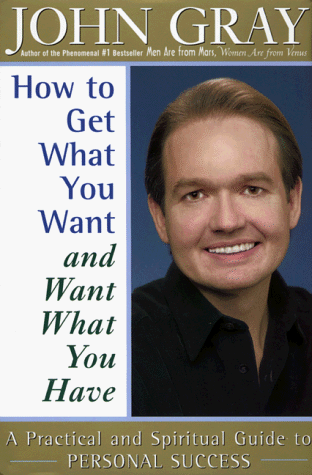 JOHN GRAY
Author of the Phenomenal #1 Bestseller Men Are from Mars, Women Are from Venus
How to
Get
What
You
Want
and
Want
What
You
Have
A Practical and Spiritual Guide to
PERSONAL SUCCESS